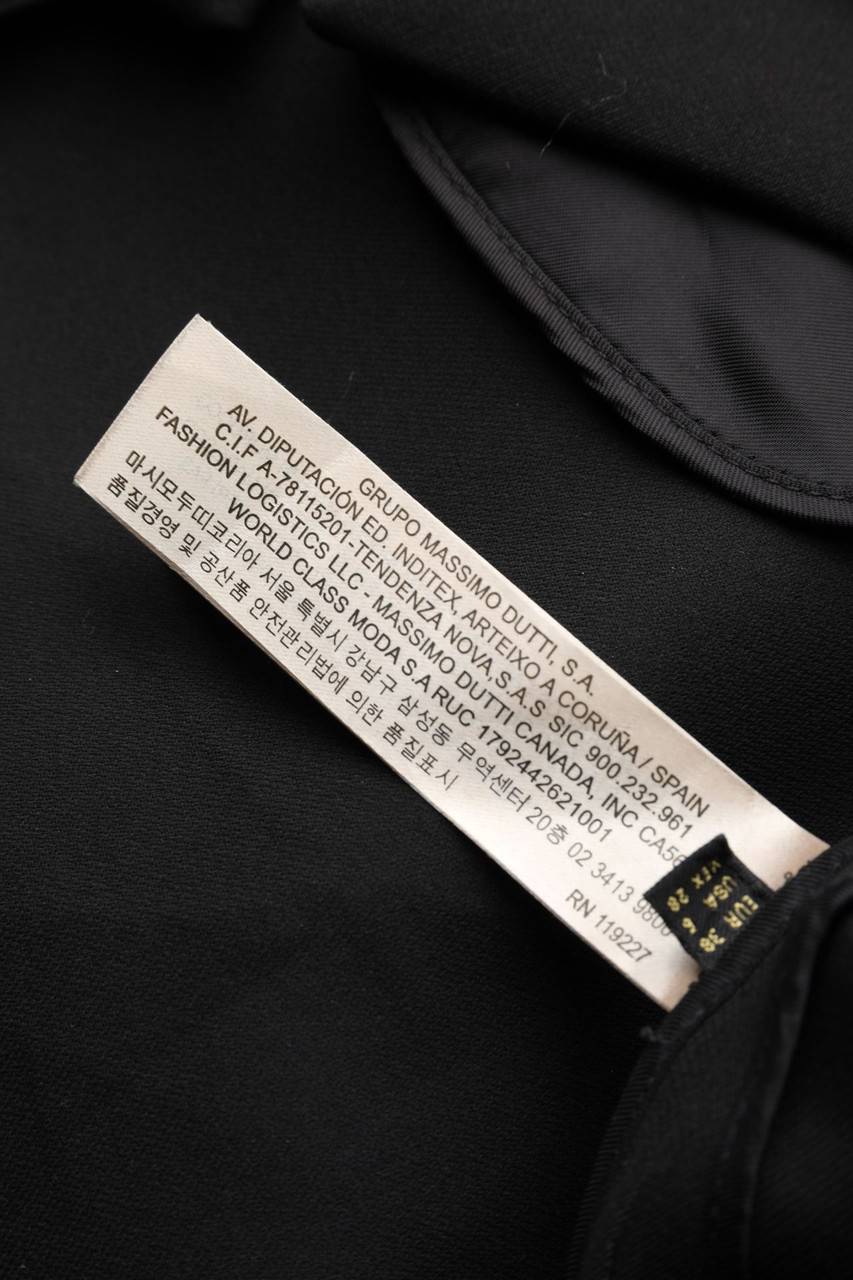 GRUPO MASSIMO DUTTI, S.A.
AV. DIPUTACIÓN ED. INDITEX, ARTEIXO A CORUÑA / SPAIN
C.I.F A-78115201-TENDENZA NOVA S.A.S SIC 900.232.961
FASHION LOGISTICS LLC - MASSIMO DUTTI CANADA, INC CA56
WORLD CLASS MODA S.A RUC 1792442621001
마시모두띠코리아 서울 특별시 강남구 삼성동 무역센터 20층 02 3413 9800
품질경영 및 공산품 안전관리법에 의한 품질표시
RN 119227
EUR 38
USA 6
MEX 28